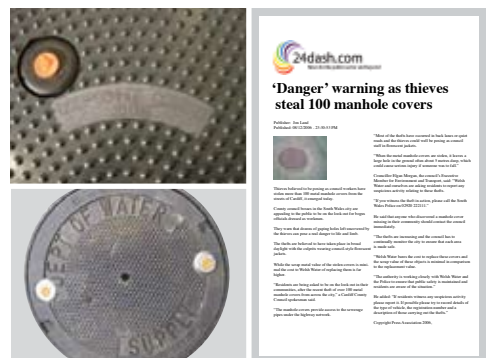 24dash.com
'Danger' warning as thieves
steal 100 manhole covers
Publisher: Jon Land
Published: 08/12/2006 - 23:30:53 PM
Thieves believed to be posing as council workers have
stolen more than 100 metal manhole covers from the
streets of Cardiff, it emerged today.
County council bosses in the South Wales city are
appealing to the public to be on the look out for bogus
officials dressed as workmen.
They warn that dozens of gaping holes left uncovered by
the thieves can pose a real danger to life and limb.
The thefts are believed to have taken place in broad
daylight with the culprits wearing council-style fluorescent
jackets.
While the scrap metal value of the stolen covers is minor,
and the cost to Welsh Water of replacing them is far
higher.
"Residents are being asked to be on the look out in their
communities, after the recent theft of over 100 metal
manhole covers from across the city," a Cardiff County
Council spokesman said.
"The manhole covers provide access to the sewerage
pipes under the highway network.
"Most of the thefts have occurred in back lanes or quiet
roads and the thieves could well be posing as council
staff in fluorescent jackets.
"When the metal manhole covers are stolen, it leaves a
large hole in the ground often about 3 metres deep, which
could cause serious injury if someone was to fall."
Councillor Elgan Morgan, the council's Executive
Member for Environment and Transport, said: "Welsh
Water and ourselves are asking residents to report any
suspicious activity relating to these thefts.
"If you witness the theft in action, please call the South
Wales Police on 02920 222111."
He said that anyone who discovered a manhole cover
missing in their community should contact the council
immediately.
"The thefts are increasing and the council has to
continually monitor the city to ensure that each area
is made safe.
"Welsh Water bears the cost to replace these covers and
the scrap value of these objects is minimal in comparison
to the replacement value.
"The authority is working closely with Welsh Water and
the Police to ensure that public safety is maintained and
residents are aware of the situation."
He added: "If residents witness any suspicious activity
please report it. If possible please try to record details of
the type of vehicle, the registration number and a
description of those carrying out the thefts."
Copyright Press Association 2006.